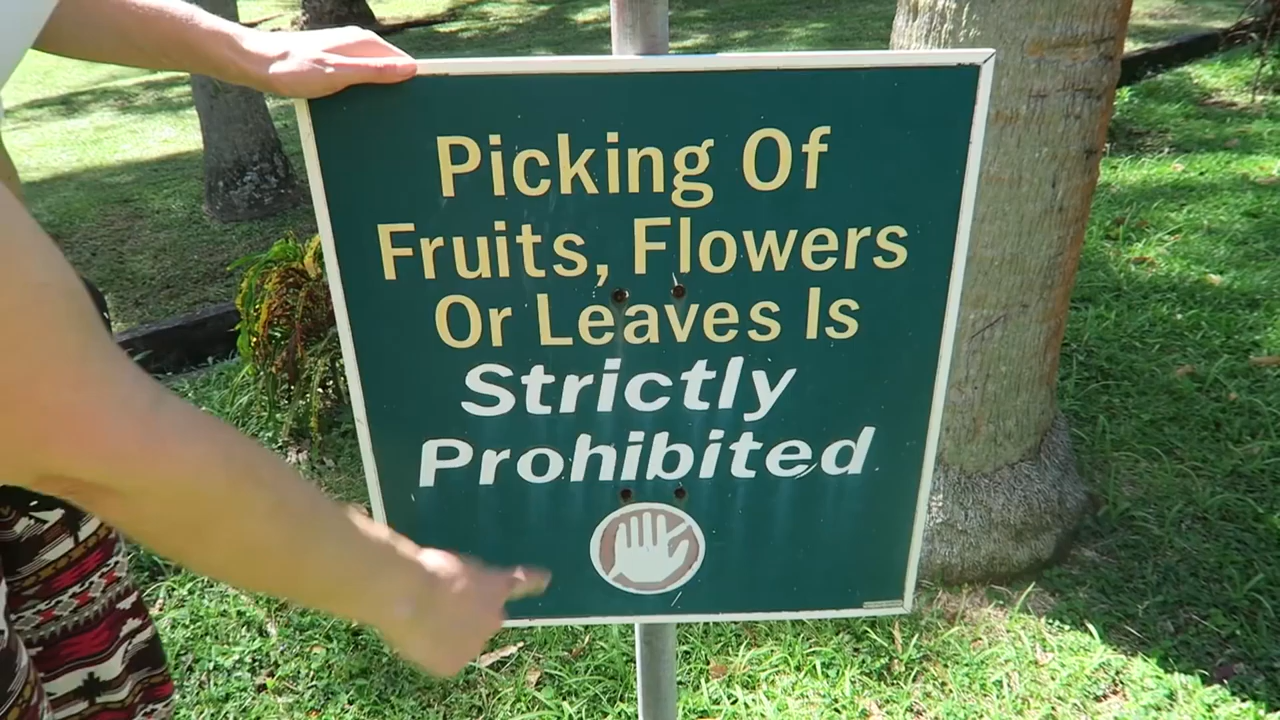 Picking Of
Fruits, Flowers
Or Leaves Is
Strictly
Prohibited